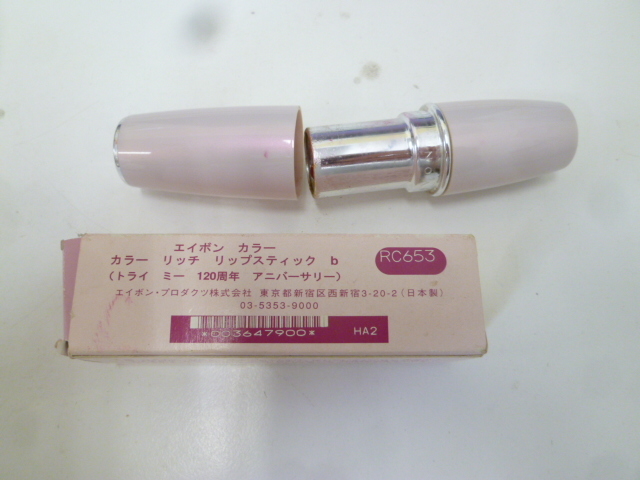 エイボン カラー
カラー リッチ リップスティック b
(トライ ミー 120周年 アニバーサリー)
RC653
エイボン・プロダクツ株式会社 東京都新宿区西新宿3-20-2(日本製)
03-5353-9000
*003647900*
HA2